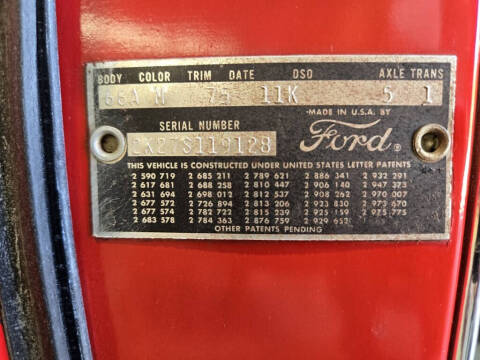 BODY COLOR TRIM DATE DSO AXLE TRANS
66A M 75 11K 5 1
SERIAL NUMBER
2K27S119128
-MADE IN U.S.A. BY
Ford ®
THIS VEHICLE IS CONSTRUCTED UNDER UNITED STATES LETTER PATENTS
2 590 719 2 685 211 2 789 621 2 886 341 2 932 291
2 617 681 2 688 258 2 810 447 2 906 140 2 947 373
2 631 694 2 698 012 2 812 537 2 908 262 2 970 007
2 677 572 2 726 894 2 813 206 2 923 830 2 973 670
2 677 574 2 782 722 2 815 239 2 925 159 2 975 775
2 683 578 2 784 363 2 876 759 2 929 652
OTHER PATENTS PENDING